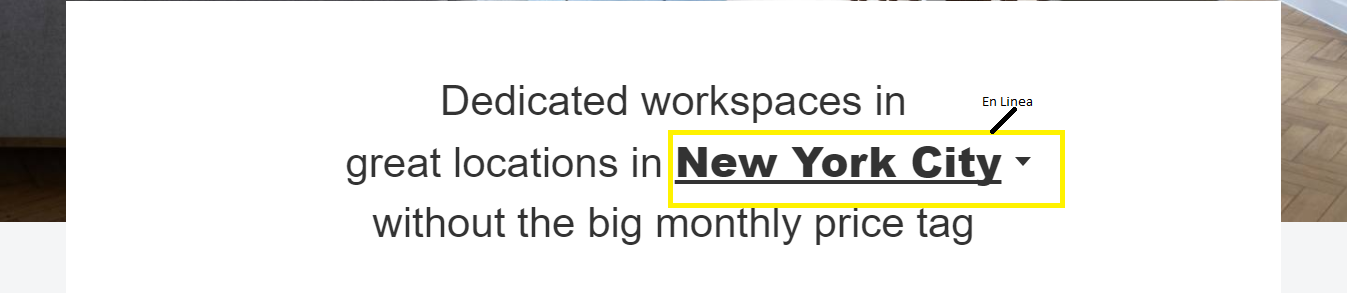 Dedicated workspaces in
En Linea
great locations in New York City
without the big monthly price tag